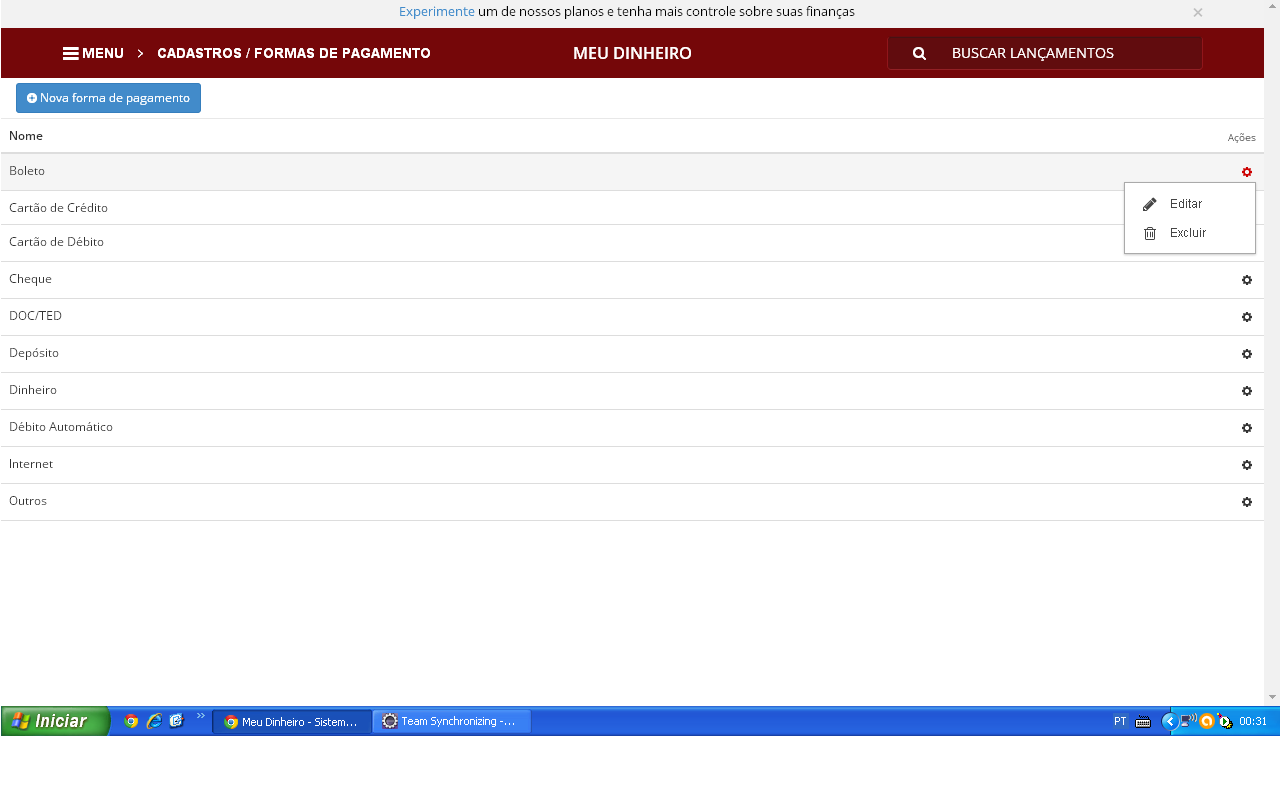 Experimente um de nossos planos e tenha mais controle sobre suas finanças ×
MENU > CADASTROS / FORMAS DE PAGAMENTO MEU DINHEIRO BUSCAR LANÇAMENTOS
Nova forma de pagamento
Nome Ações
Boleto
Editar
Cartão de Crédito
Excluir
Cartão de Débito
Cheque
DOC/TED
Depósito
Dinheiro
Débito Automático
Internet
Outros
Iniciar » Meu Dinheiro - Sistem... Team Synchronizing -... PT 00:31